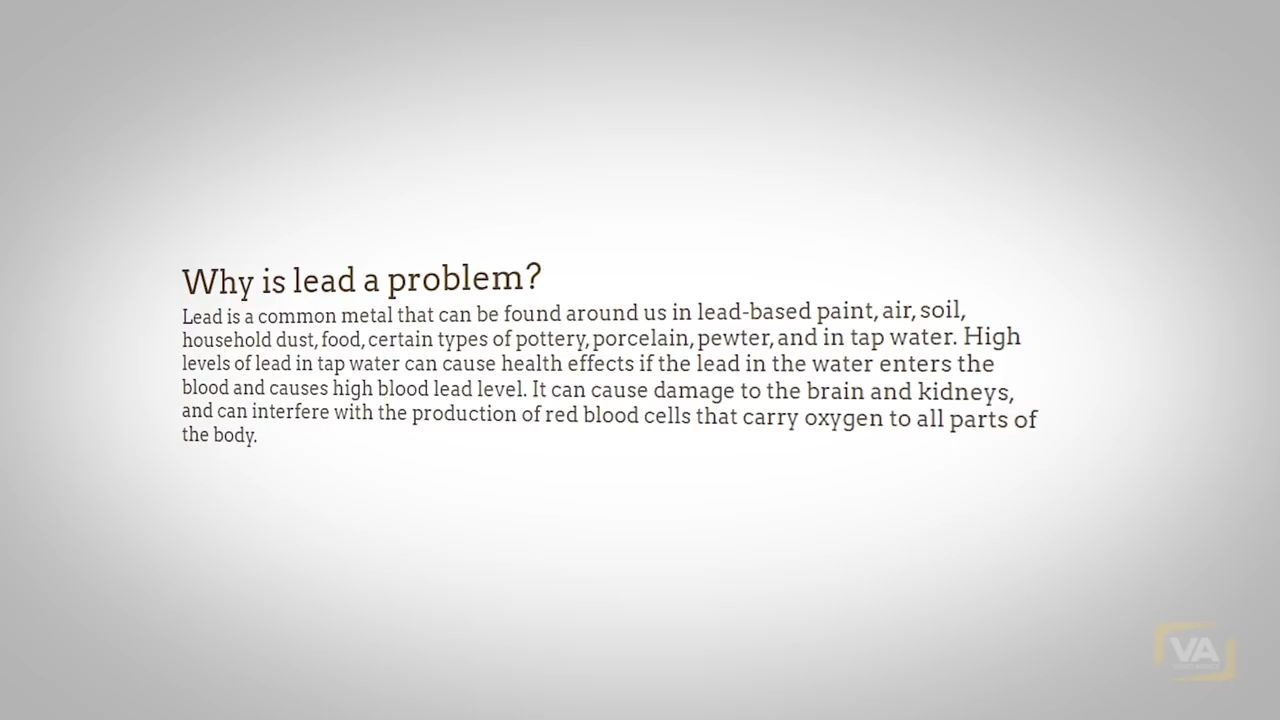 Why is lead a problem?
Lead is a common metal that can be found around us in lead-based paint, air, soil,
household dust, food, certain types of pottery, porcelain, pewter, and in tap water. High
levels of lead in tap water can cause health effects if the lead in the water enters the
blood and causes high blood lead level. It can cause damage to the brain and kidneys,
and can interfere with the production of red blood cells that carry oxygen to all parts of
the body.
VA